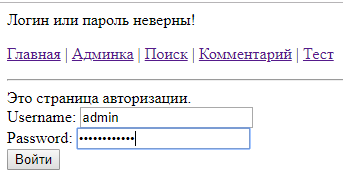 Логин или пароль неверны!
Главная | Админка | Поиск | Комментарий | Тест
Это страница авторизации.
Username: admin
Password: ••••••••••••
Войти